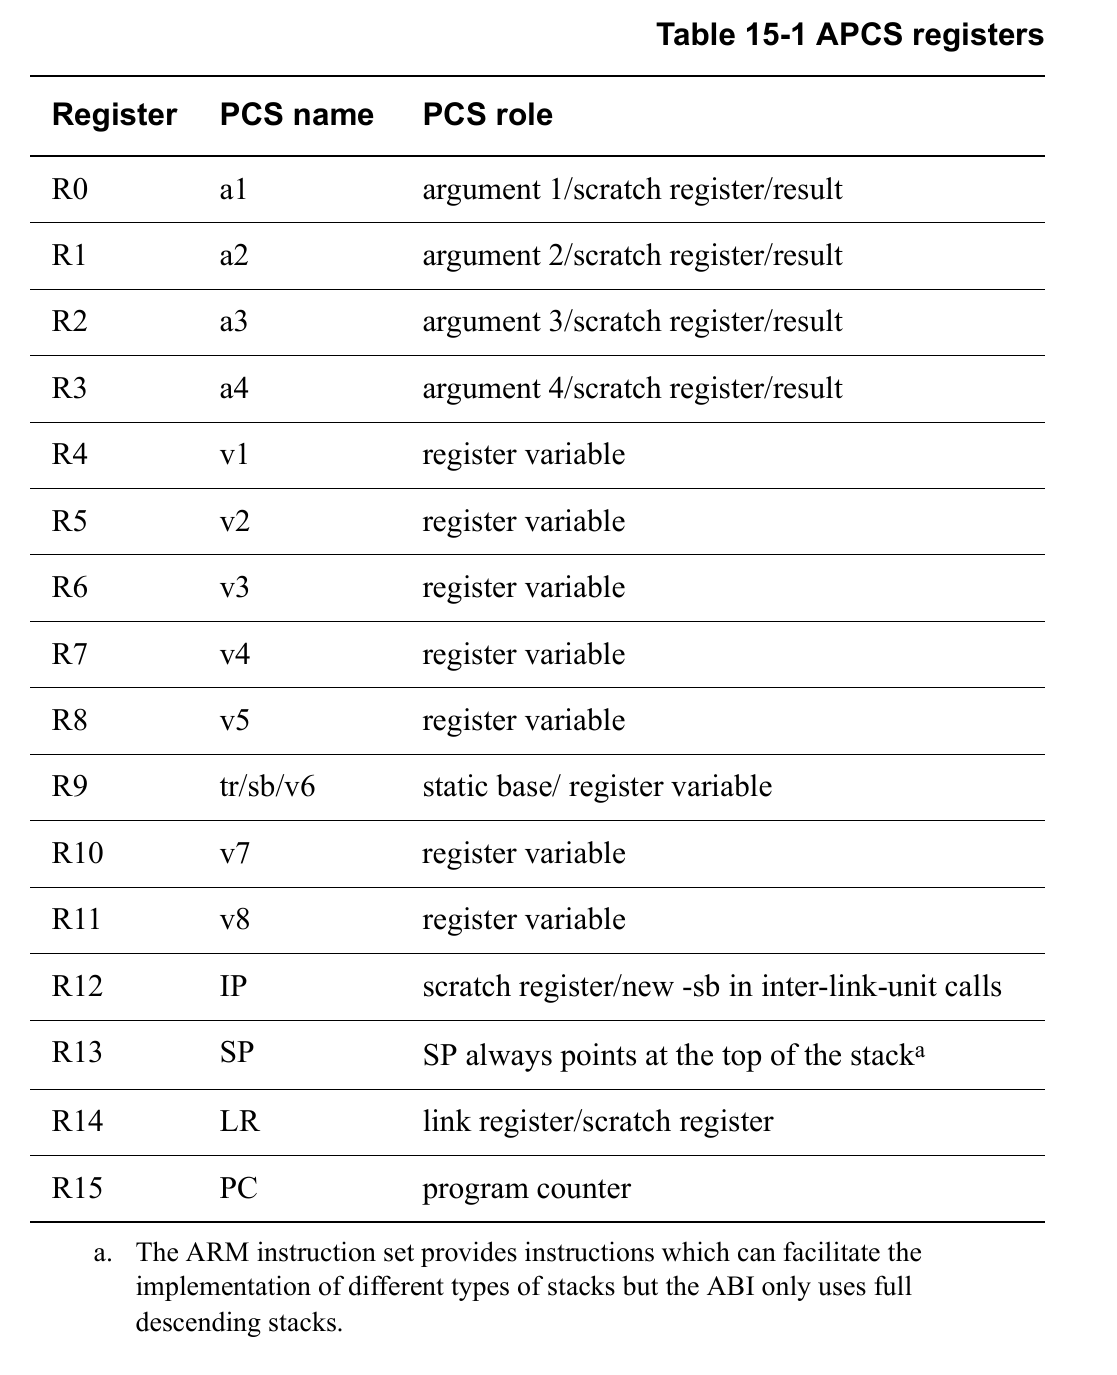 Table 15-1 APCS registers
Register PCS name PCS role
R0 a1 argument 1/scratch register/result
R1 a2 argument 2/scratch register/result
R2 a3 argument 3/scratch register/result
R3 a4 argument 4/scratch register/result
R4 v1 register variable
R5 v2 register variable
R6 v3 register variable
R7 v4 register variable
R8 v5 register variable
R9 tr/sb/v6 static base/ register variable
R10 v7 register variable
R11 v8 register variable
R12 IP scratch register/new -sb in inter-link-unit calls
R13 SP SP always points at the top of the stackᵃ
R14 LR link register/scratch register
R15 PC program counter
a. The ARM instruction set provides instructions which can facilitate the
implementation of different types of stacks but the ABI only uses full
descending stacks.